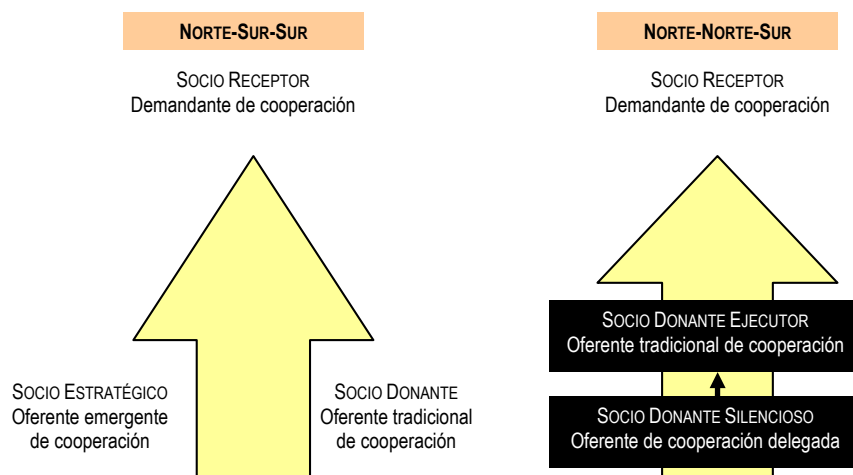 NORTE-SUR-SUR
SOCIO RECEPTOR
Demandante de cooperación
SOCIO ESTRATÉGICO
Oferente emergente
de cooperación
SOCIO DONANTE
Oferente tradicional
de cooperación
NORTE-NORTE-SUR
SOCIO RECEPTOR
Demandante de cooperación
SOCIO DONANTE EJECUTOR
Oferente tradicional de cooperación
SOCIO DONANTE SILENCIOSO
Oferente de cooperación delegada